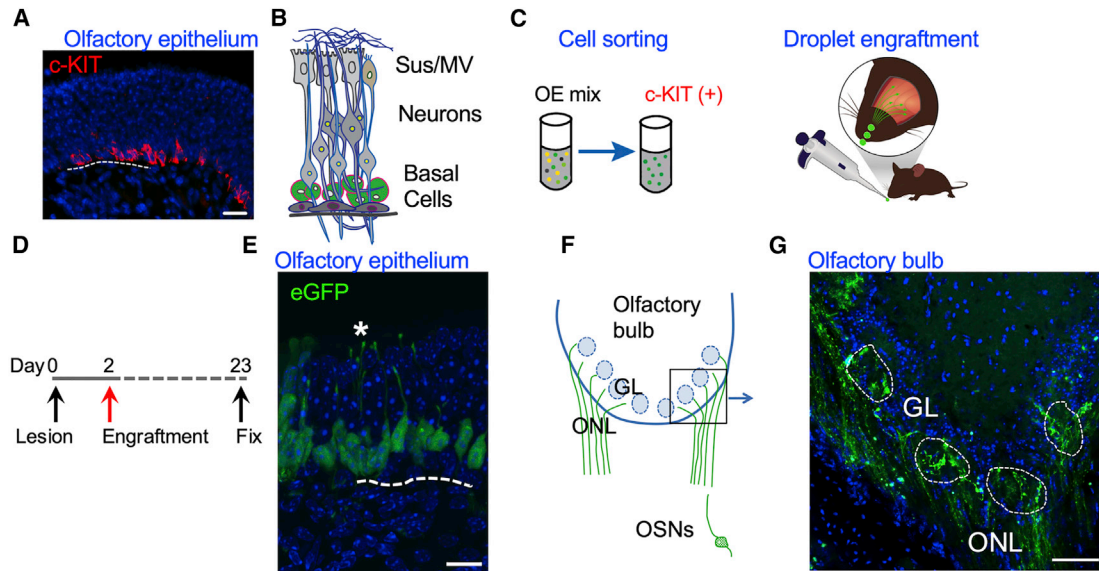 A
Olfactory epithelium
c-KIT
B
Sus/MV
Neurons
Basal
Cells
C
Cell sorting
OE mix
c-KIT (+)
Droplet engraftment
D
Day 0 2 23
Lesion Engraftment Fix
E
Olfactory epithelium
eGFP
*
F
Olfactory
bulb
GL
ONL
OSNs
G
Olfactory bulb
GL
ONL